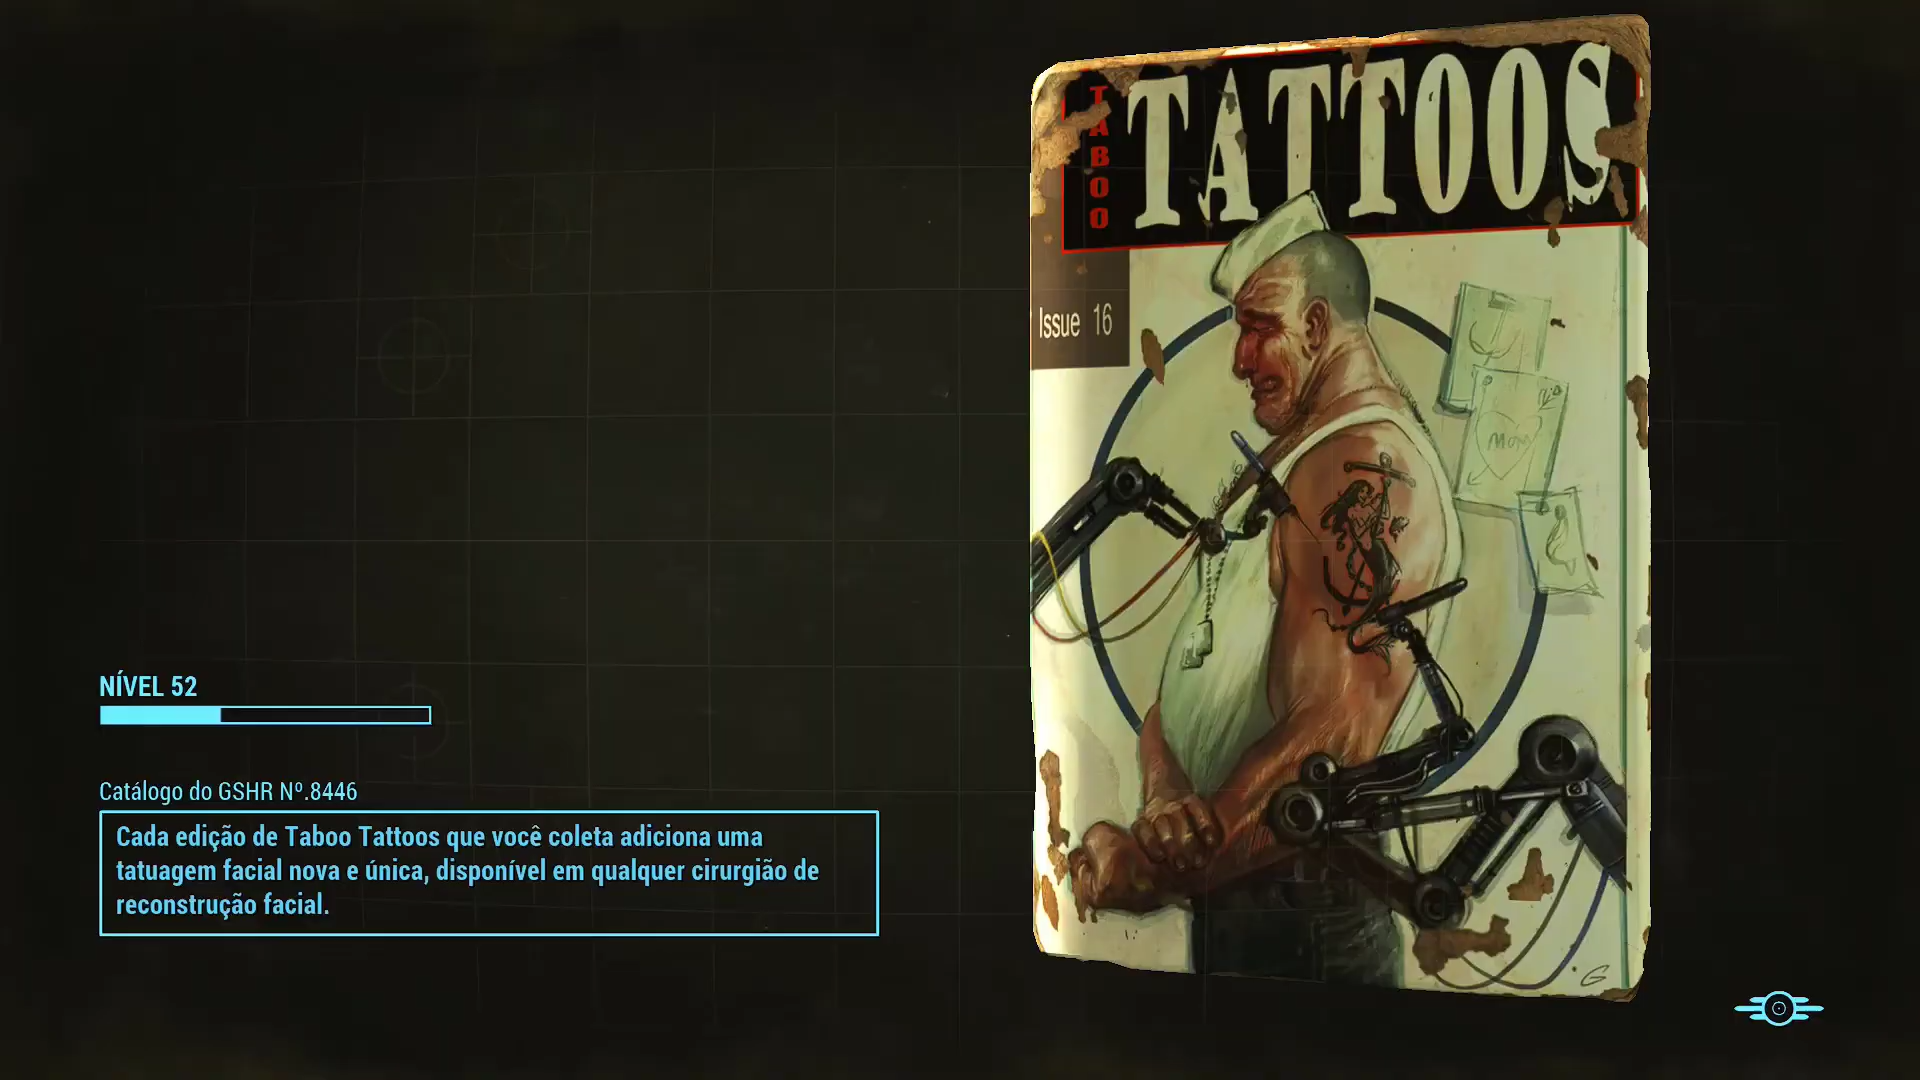 TABOO
TATTOOS
Issue 16
MOM
NÍVEL 52
Catálogo do GSHR Nº.8446
Cada edição de Taboo Tattoos que você coleta adiciona uma
tatuagem facial nova e única, disponível em qualquer cirurgião de
reconstrução facial.
G